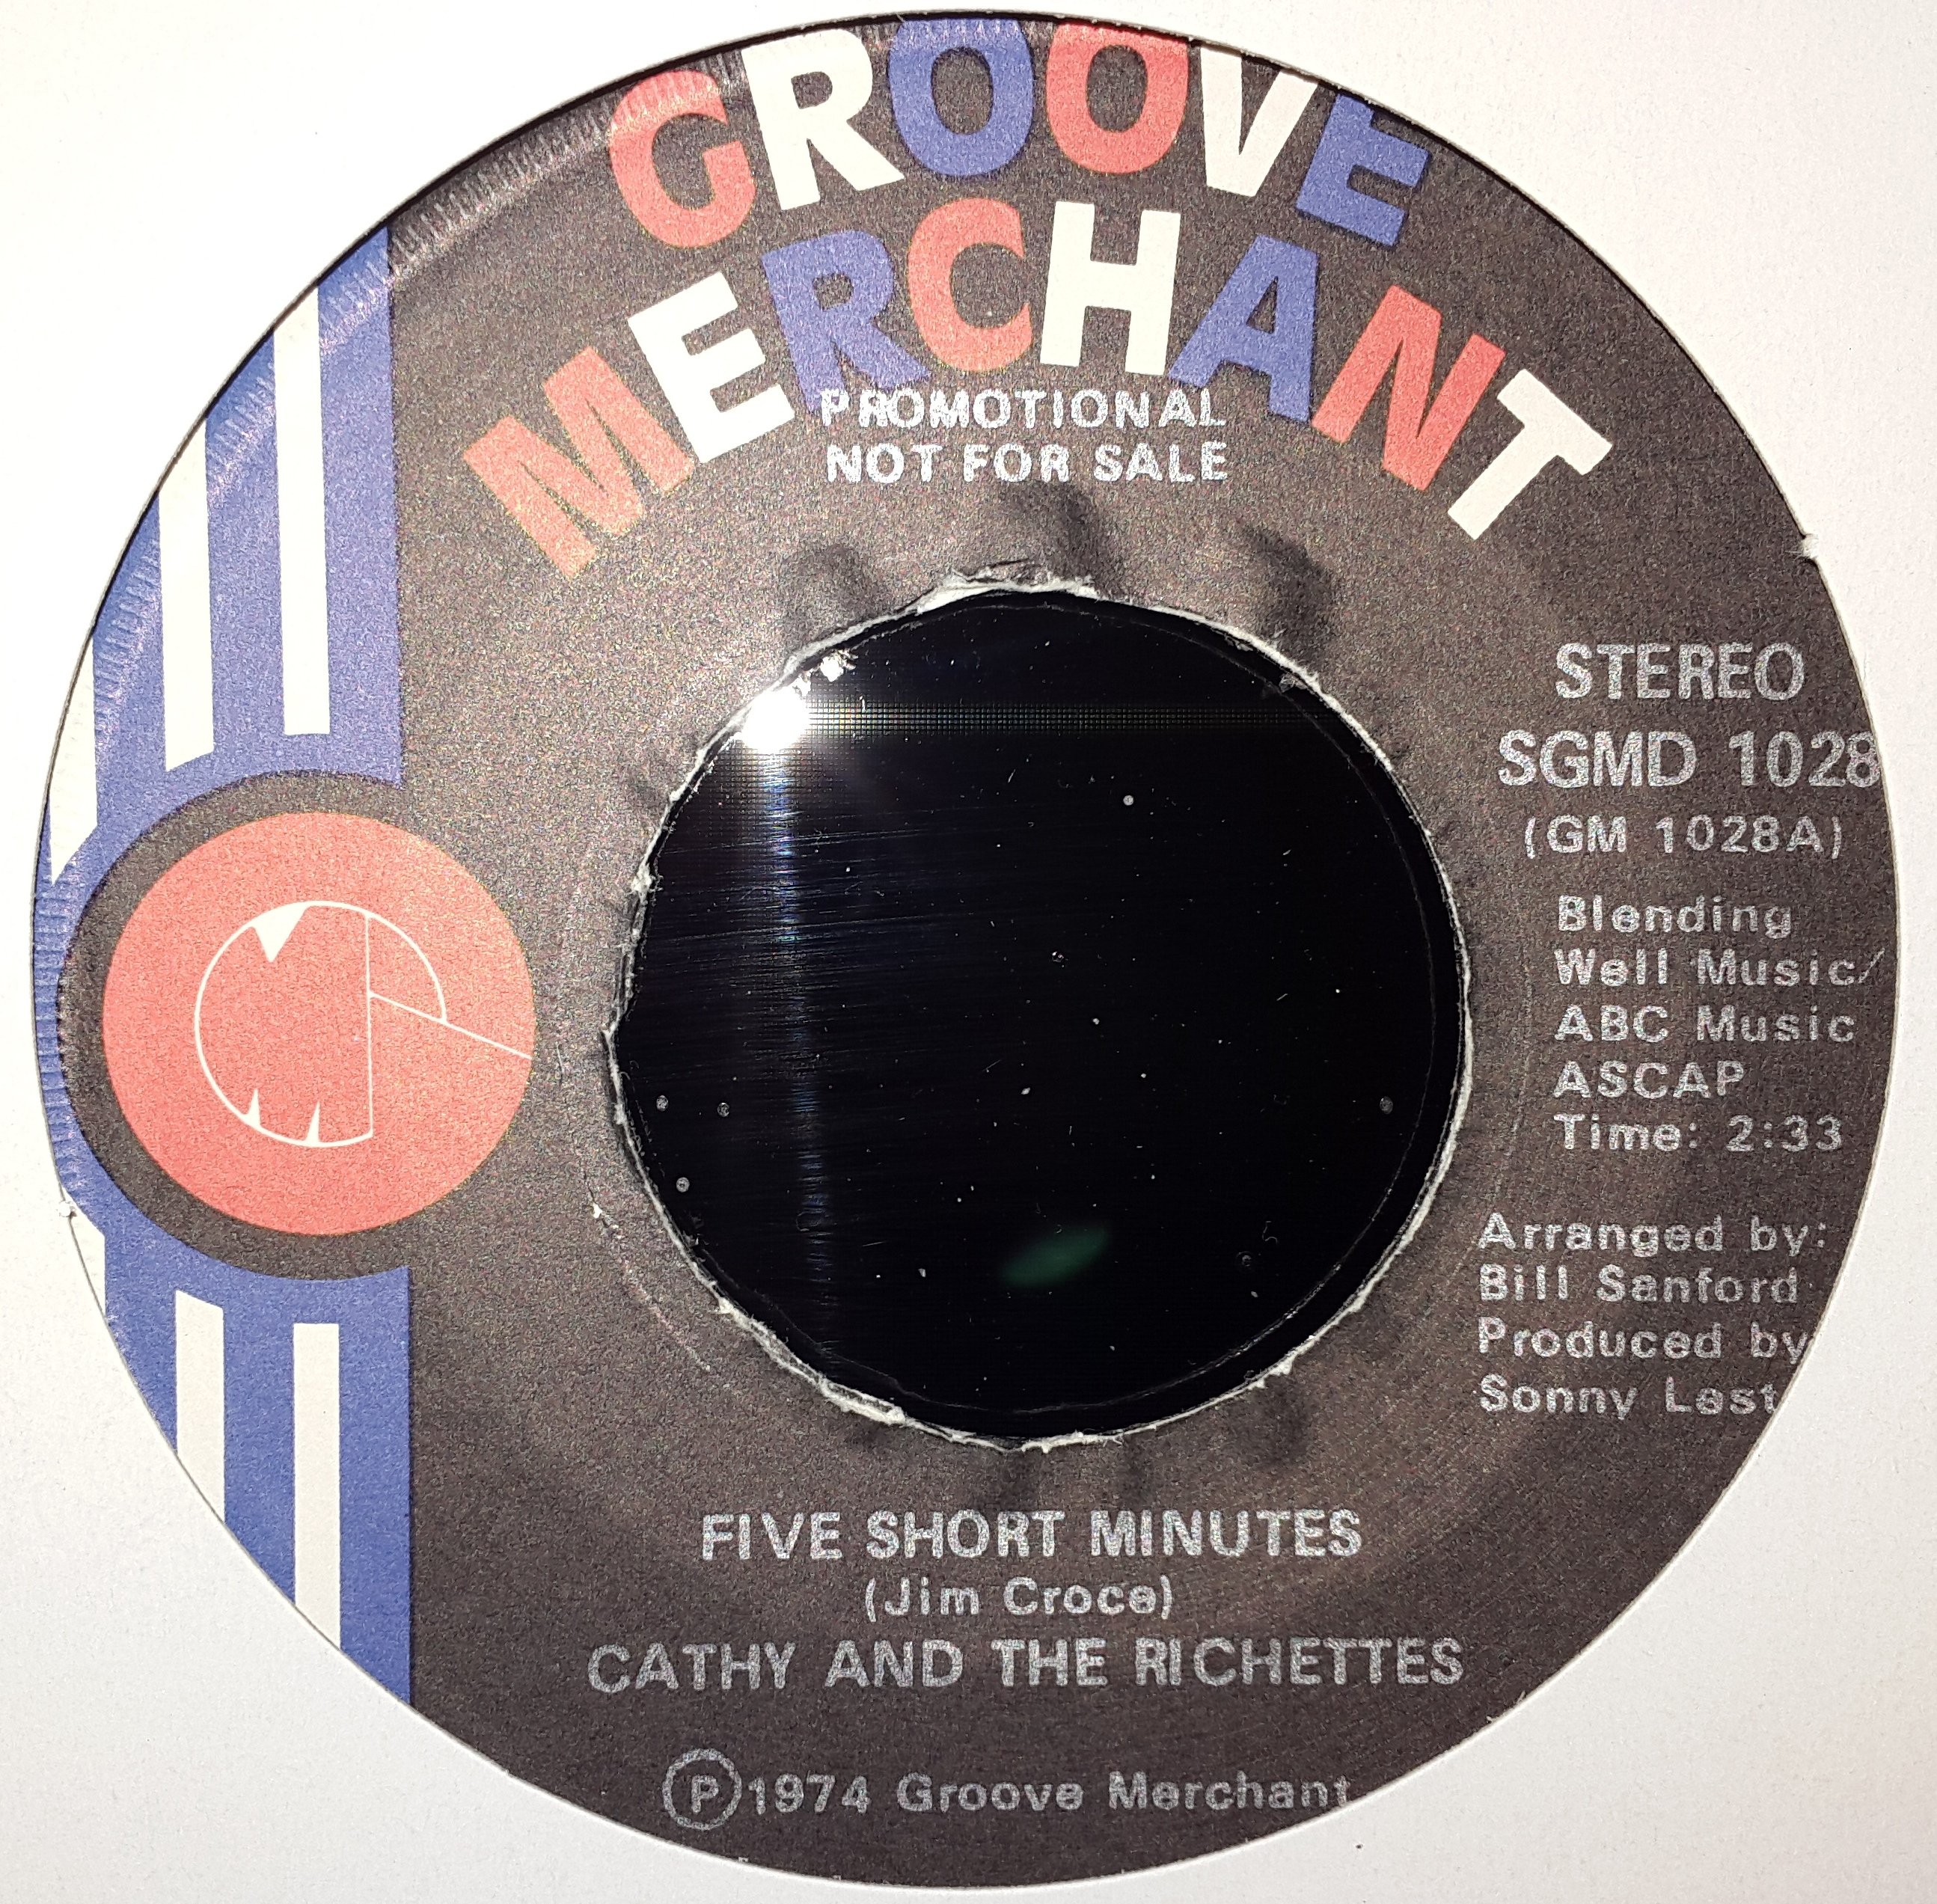 GROOVE
MERCHANT
PROMOTIONAL
NOT FOR SALE
STEREO
SGMD 1028
(GM 1028A)
Blending
Well Music/
ABC Music
ASCAP
Time: 2:33
Arranged by:
Bill Sanford
Produced by
Sonny Lest
FIVE SHORT MINUTES
(Jim Croce)
CATHY AND THE RICHETTES
Ⓟ1974 Groove Merchant